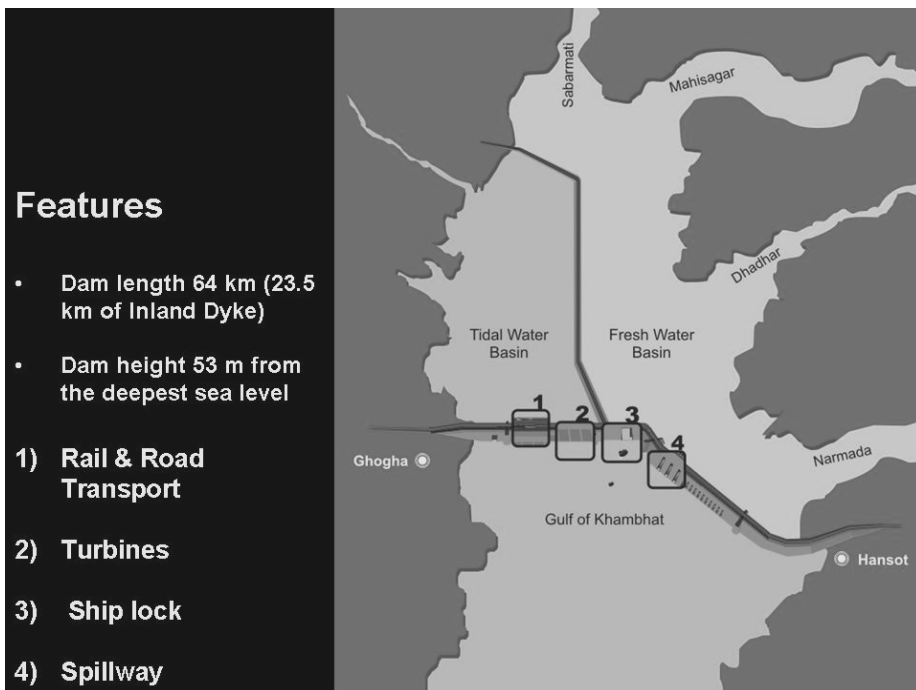 Features
• Dam length 64 km (23.5
km of Inland Dyke)
• Dam height 53 m from
the deepest sea level
1) Rail & Road
Transport
2) Turbines
3) Ship lock
4) Spillway
Sabarmati
Mahisagar
Dhadhar
Tidal Water
Basin
Fresh Water
Basin
1
2
3
4
Narmada
Ghogha
Gulf of Khambhat
Hansot